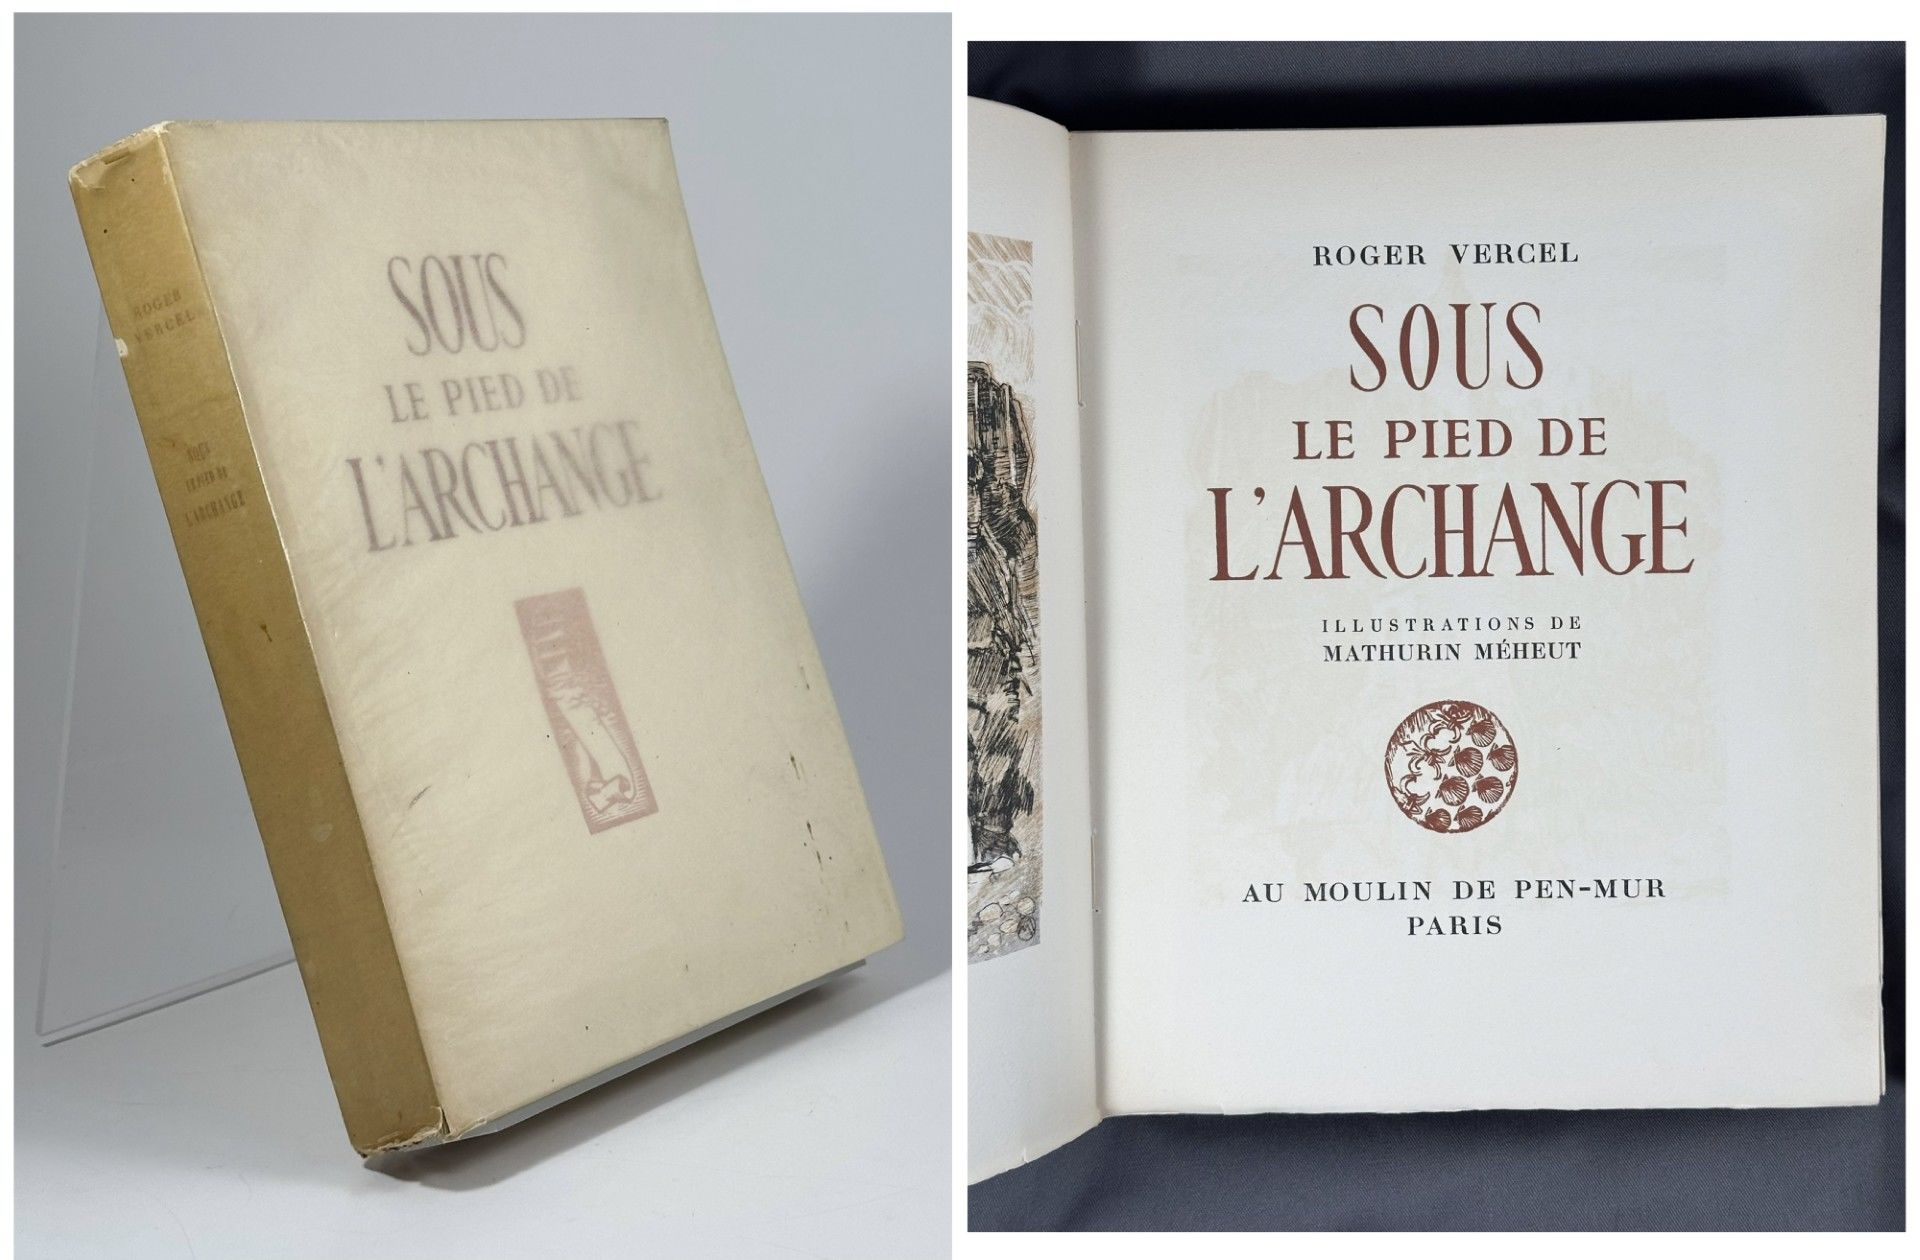 ROGER
VERCEL
SOUS
LE PIED DE
L'ARCHANGE
SOUS
LE PIED DE
L'ARCHANGE
ROGER VERCEL
SOUS
LE PIED DE
L'ARCHANGE
ILLUSTRATIONS DE
MATHURIN MÉHEUT
AU MOULIN DE PEN-MUR
PARIS